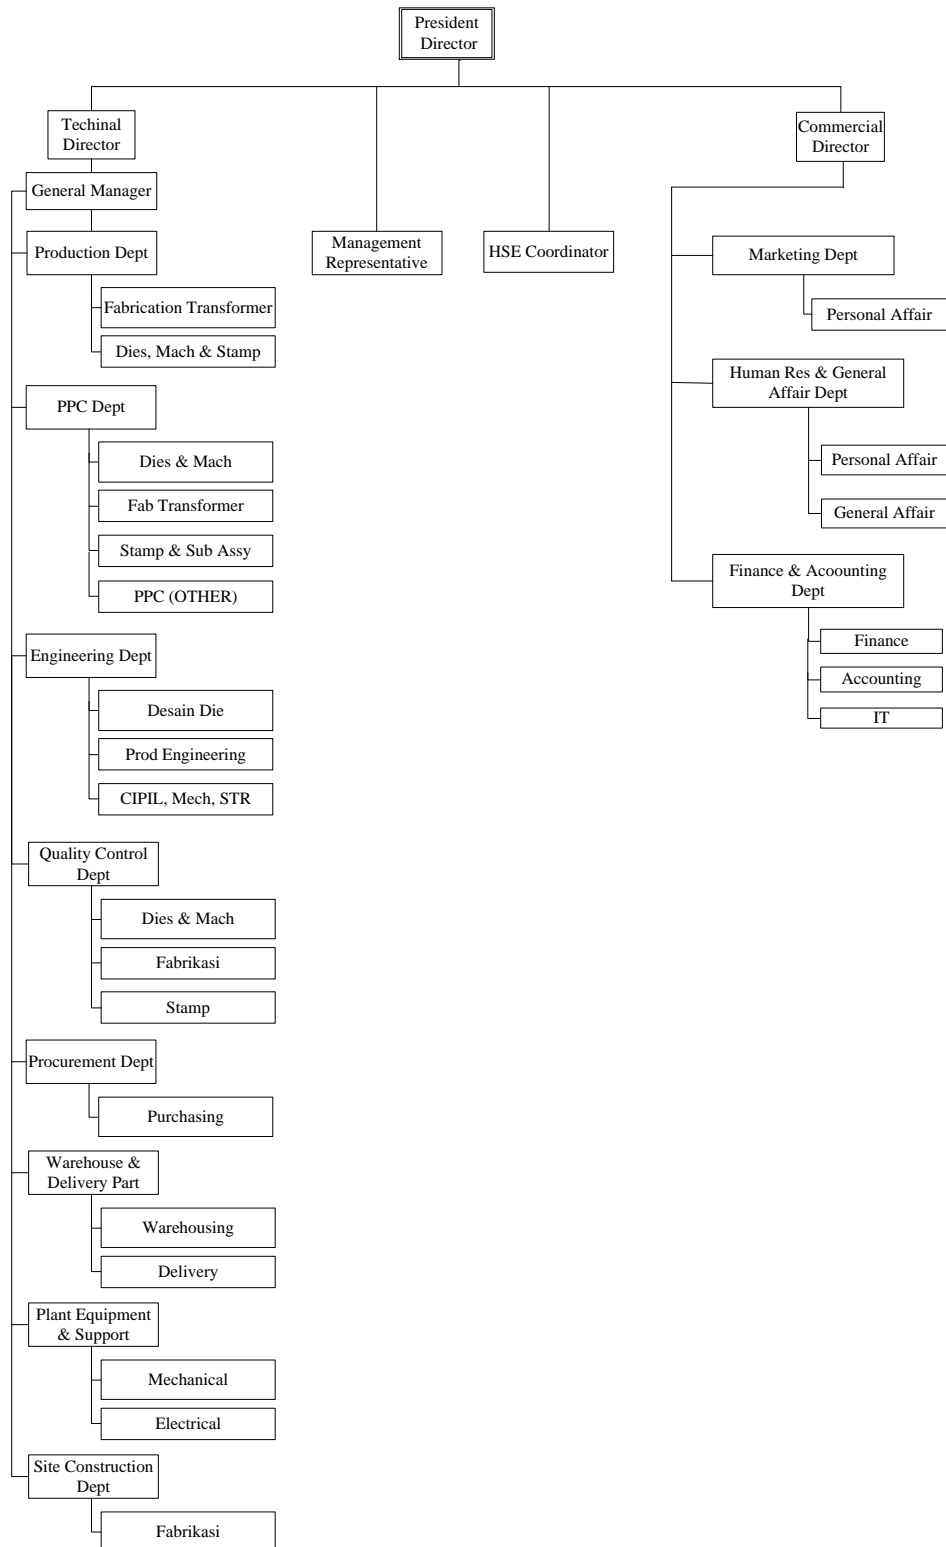 President
Director
Techinal
Director
Commercial
Director
General Manager
Production Dept
Fabrication Transformer
Dies, Mach & Stamp
PPC Dept
Dies & Mach
Fab Transformer
Stamp & Sub Assy
PPC (OTHER)
Engineering Dept
Desain Die
Prod Engineering
CIPIL, Mech, STR
Quality Control
Dept
Dies & Mach
Fabrikasi
Stamp
Procurement Dept
Purchasing
Warehouse &
Delivery Part
Warehousing
Delivery
Plant Equipment
& Support
Mechanical
Electrical
Site Construction
Dept
Fabrikasi
Management
Representative
HSE Coordinator
Marketing Dept
Personal Affair
Human Res & General
Affair Dept
Personal Affair
General Affair
Finance & Acoounting
Dept
Finance
Accounting
IT